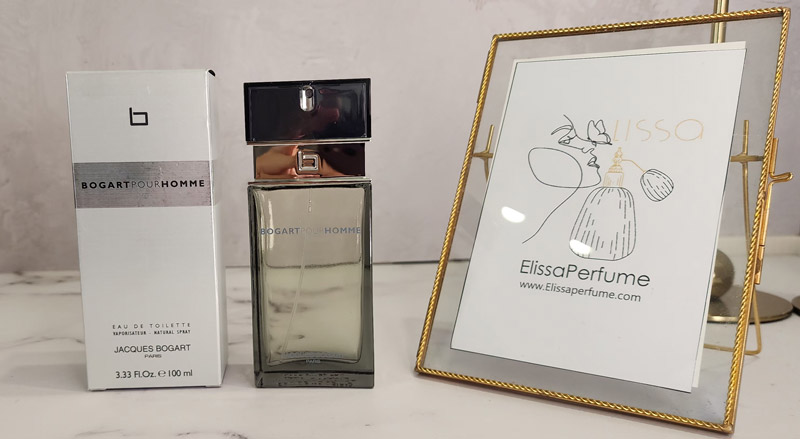 b
BOGARTPOURHOMME
EAU DE TOILETTE
VAPORISATEUR - NATURAL SPRAY
JACQUES BOGART
PARIS
3.33 Fl.Oz. ℮ 100 ml
b
BOGARTPOURHOMME
PARIS
Elissa
ElissaPerfume
www.Elissaperfume.com